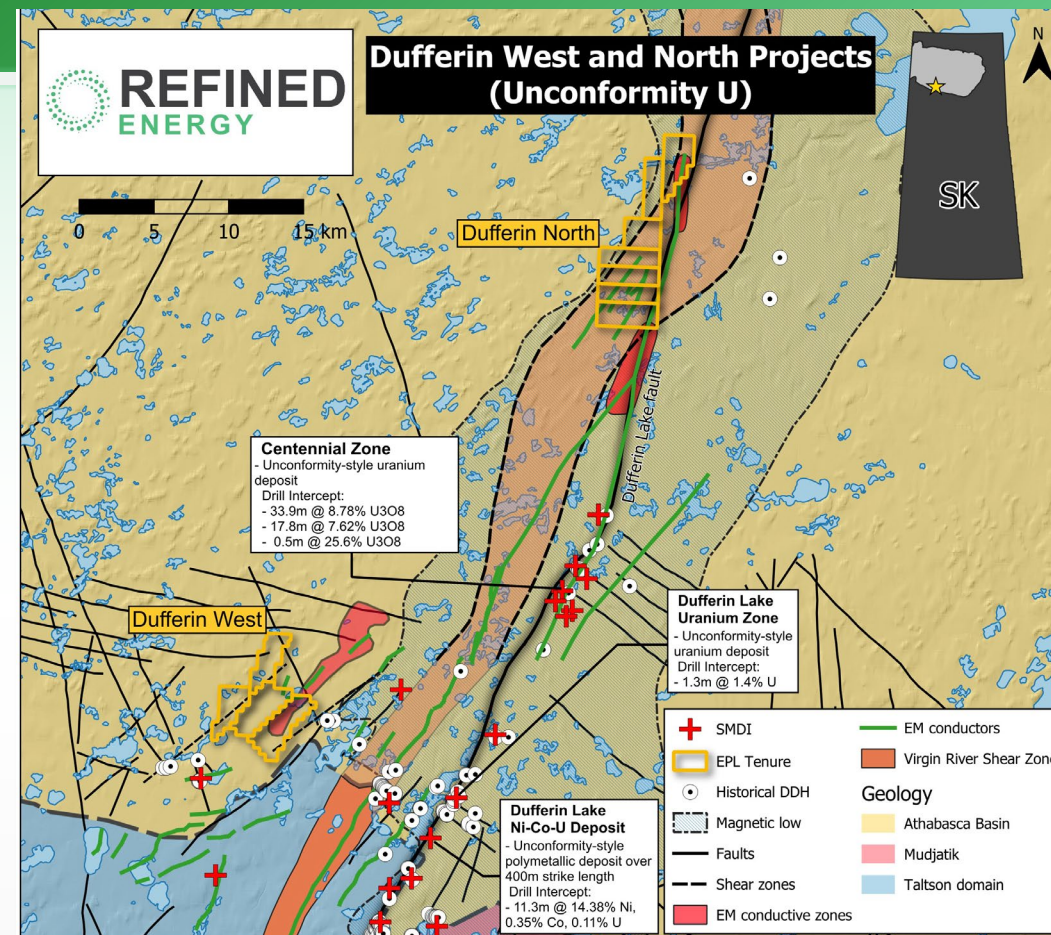 REFINED
ENERGY
Dufferin West and North Projects
(Unconformity U)
N
SK
0 5 10 15 km
Dufferin North
Dufferin Lake fault
Centennial Zone
- Unconformity-style uranium
deposit
Drill Intercept:
- 33.9m @ 8.78% U3O8
- 17.8m @ 7.62% U3O8
- 0.5m @ 25.6% U3O8
Dufferin West
Dufferin Lake
Uranium Zone
- Unconformity-style
uranium deposit
Drill Intercept:
- 1.3m @ 1.4% U
Dufferin Lake
Ni-Co-U Deposit
- Unconformity-style
polymetallic deposit over
400m strike length
Drill Intercept:
- 11.3m @ 14.38% Ni,
0.35% Co, 0.11% U
SMDI
EPL Tenure
Historical DDH
Magnetic low
Faults
Shear zones
EM conductive zones
EM conductors
Virgin River Shear Zone
Geology
Athabasca Basin
Mudjatik
Taltson domain